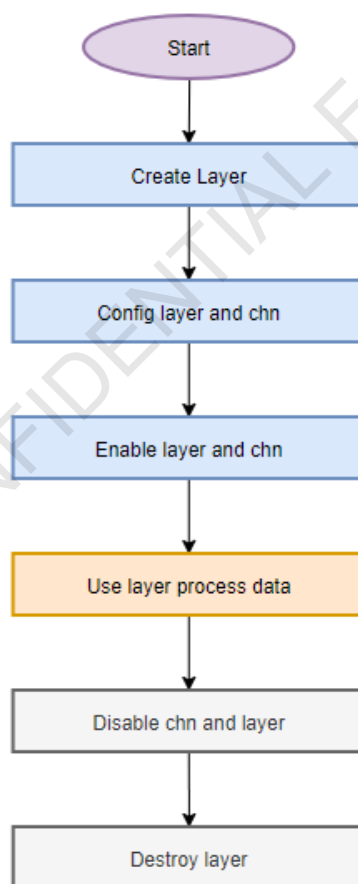 Start
Create Layer
Config layer and chn
Enable layer and chn
Use layer process data
Disable chn and layer
Destroy layer